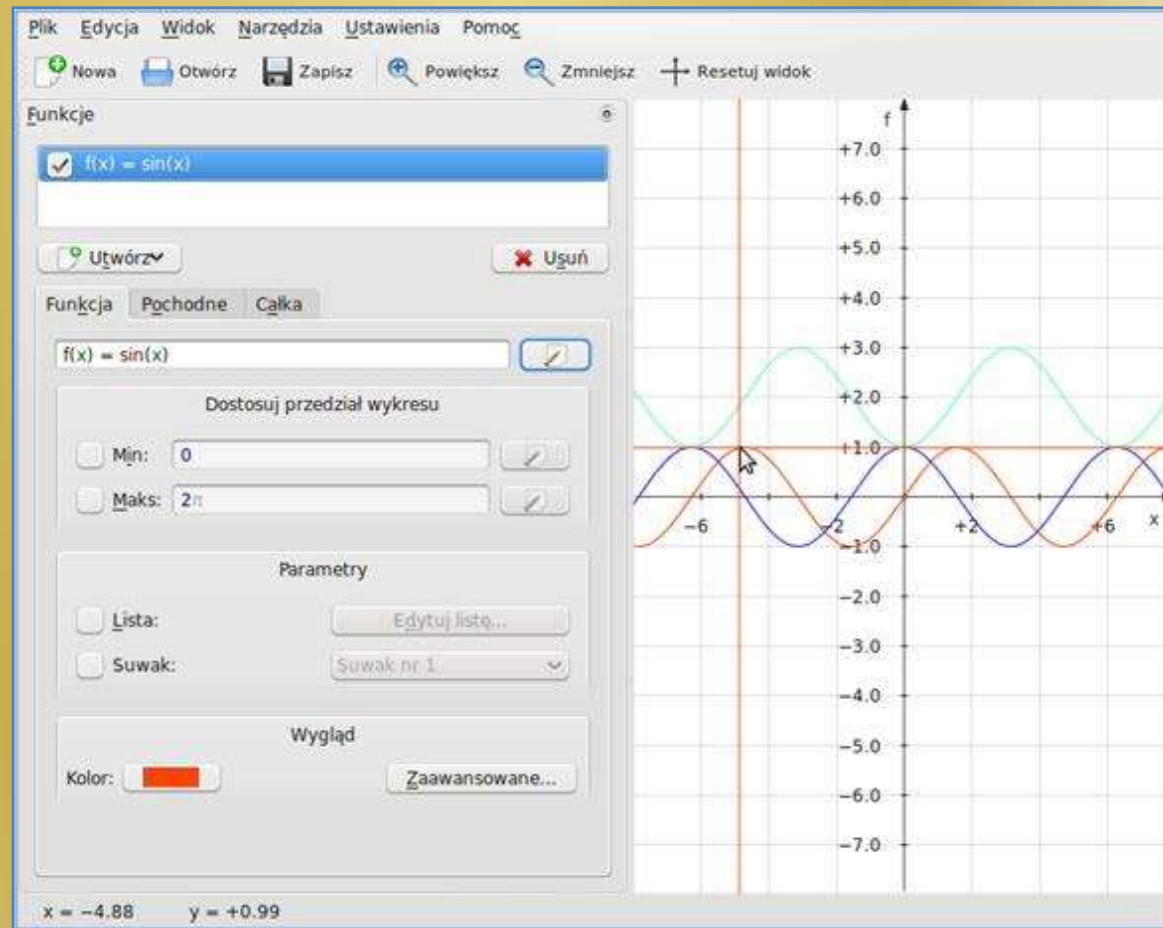 Plik Edycja Widok Narzędzia Ustawienia Pomoc
Nowa Otwórz Zapisz Powiększ Zmniejsz Resetuj widok
Funkcje
f(x) = sin(x)
Utwórz Usuń
Funkcja Pochodne Całka
f(x) = sin(x)
Dostosuj przedział wykresu
Min: 0
Maks: 2π
Parametry
Lista: Edytuj listę...
Suwak: Suwak nr 1
Wygląd
Kolor: Zaawansowane...
x = −4.88 y = +0.99
f
+7.0
+6.0
+5.0
+4.0
+3.0
+2.0
+1.0
−6 −2 +2 +6 x
−1.0
−2.0
−3.0
−4.0
−5.0
−6.0
−7.0